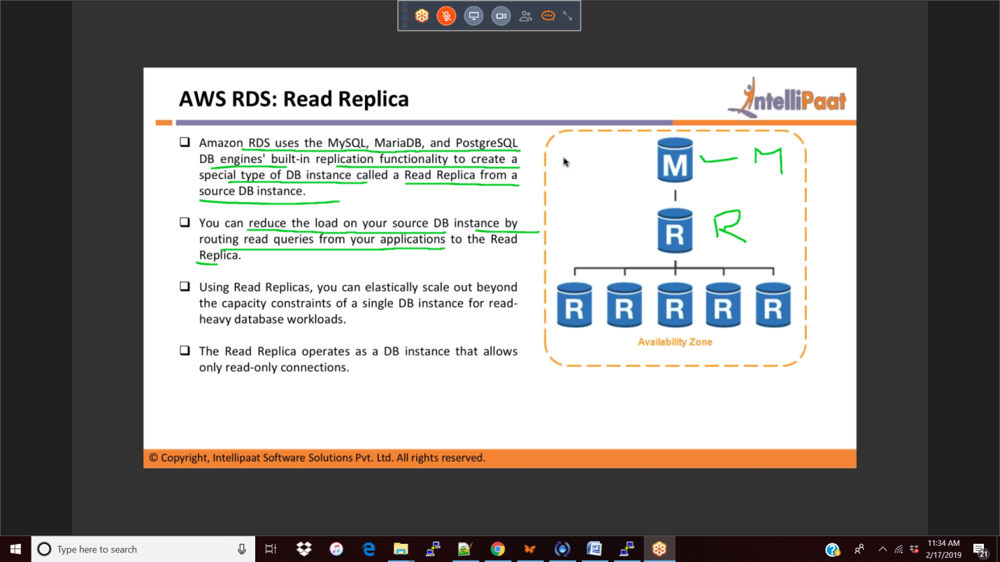 AWS RDS: Read Replica
IntelliPaat
Amazon RDS uses the MySQL, MariaDB, and PostgreSQL
DB engines' built-in replication functionality to create a
special type of DB instance called a Read Replica from a
source DB instance.
You can reduce the load on your source DB instance by
routing read queries from your applications to the Read
Replica.
Using Read Replicas, you can elastically scale out beyond
the capacity constraints of a single DB instance for read-
heavy database workloads.
The Read Replica operates as a DB instance that allows
only read-only connections.
M M
R R
R R R R R
Availability Zone
© Copyright, Intellipaat Software Solutions Pvt. Ltd. All rights reserved.
Type here to search
11:34 AM
2/17/2019
21